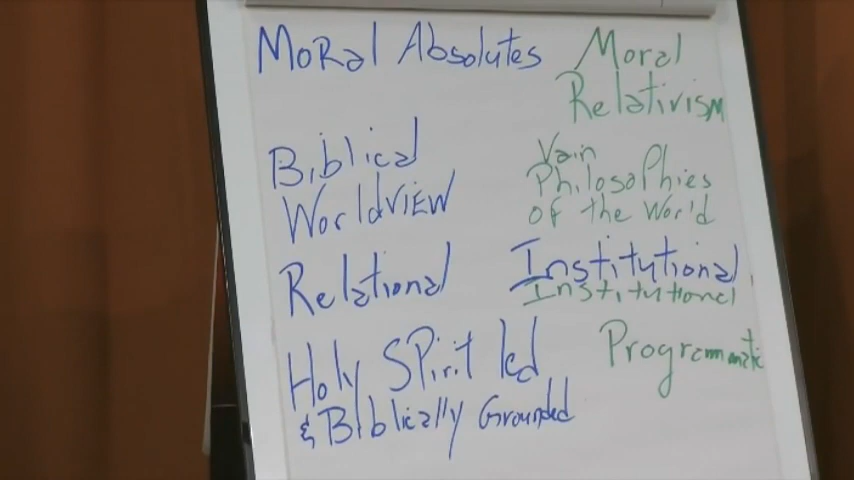 Moral Absolutes
Moral
Relativism
Biblical
Worldview
Vain
Philosophies
of the World
Relational
Institutional
Institutional
Holy Spirit led
& Biblically Grounded
Programmatic